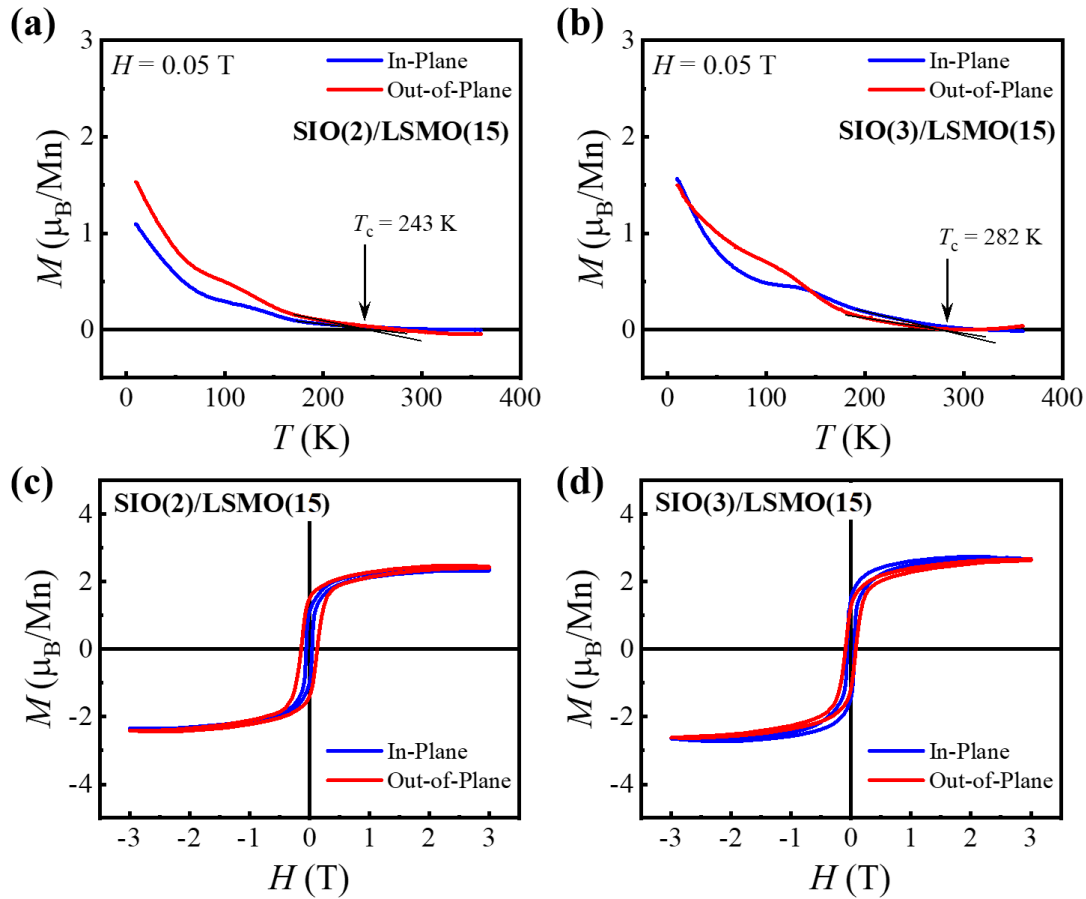 (a)
H = 0.05 T
In-Plane
Out-of-Plane
SIO(2)/LSMO(15)
T_c = 243 K
3
2
1
0
M (μ_B/Mn)
0 100 200 300 400
T (K)
(b)
H = 0.05 T
In-Plane
Out-of-Plane
SIO(3)/LSMO(15)
T_c = 282 K
3
2
1
0
M (μ_B/Mn)
0 100 200 300 400
T (K)
(c)
SIO(2)/LSMO(15)
4
2
0
-2
-4
M (μ_B/Mn)
In-Plane
Out-of-Plane
-3 -2 -1 0 1 2 3
H (T)
(d)
SIO(3)/LSMO(15)
4
2
0
-2
-4
M (μ_B/Mn)
In-Plane
Out-of-Plane
-3 -2 -1 0 1 2 3
H (T)